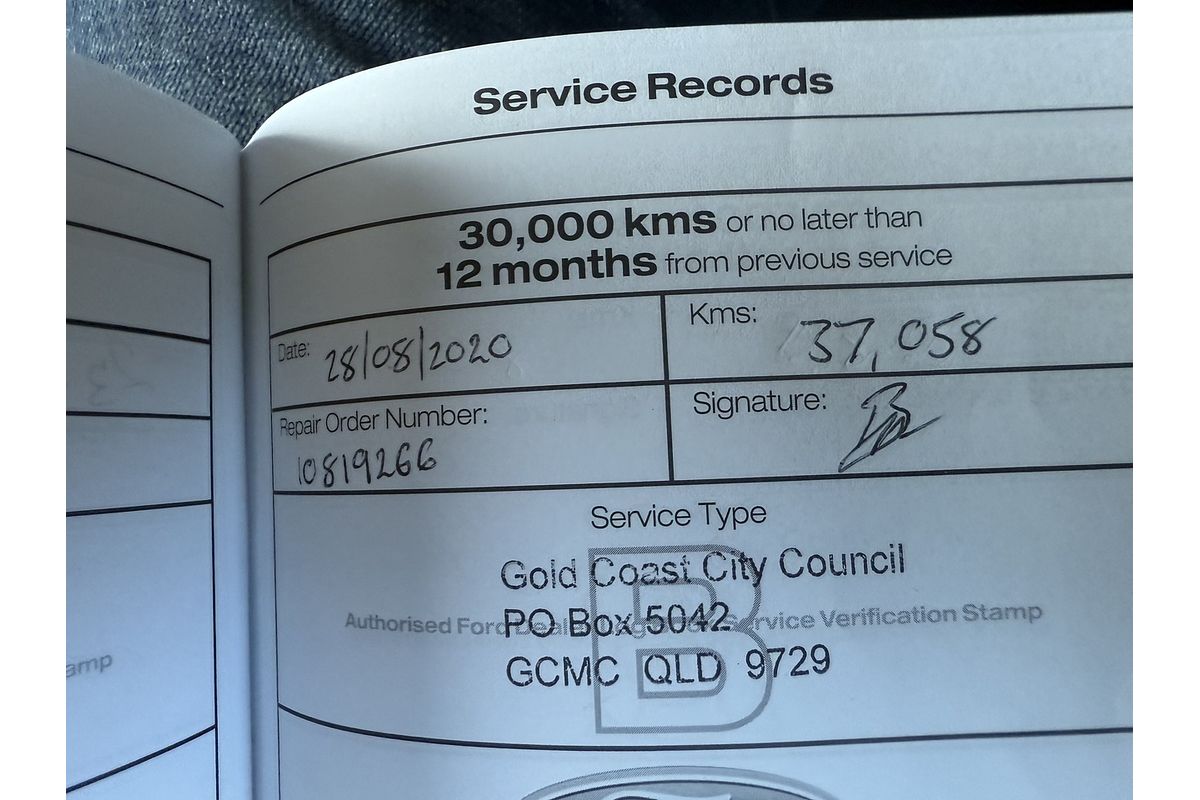 Service Records
30,000 kms or no later than
12 months from previous service
Date: 28/08/2020
Kms: 37,058
Repair Order Number:
10819266
Signature:
Service Type
B
Gold Coast City Council
Authorised Ford Service Verification Stamp
PO Box 5042
GCMC QLD 9729
amp